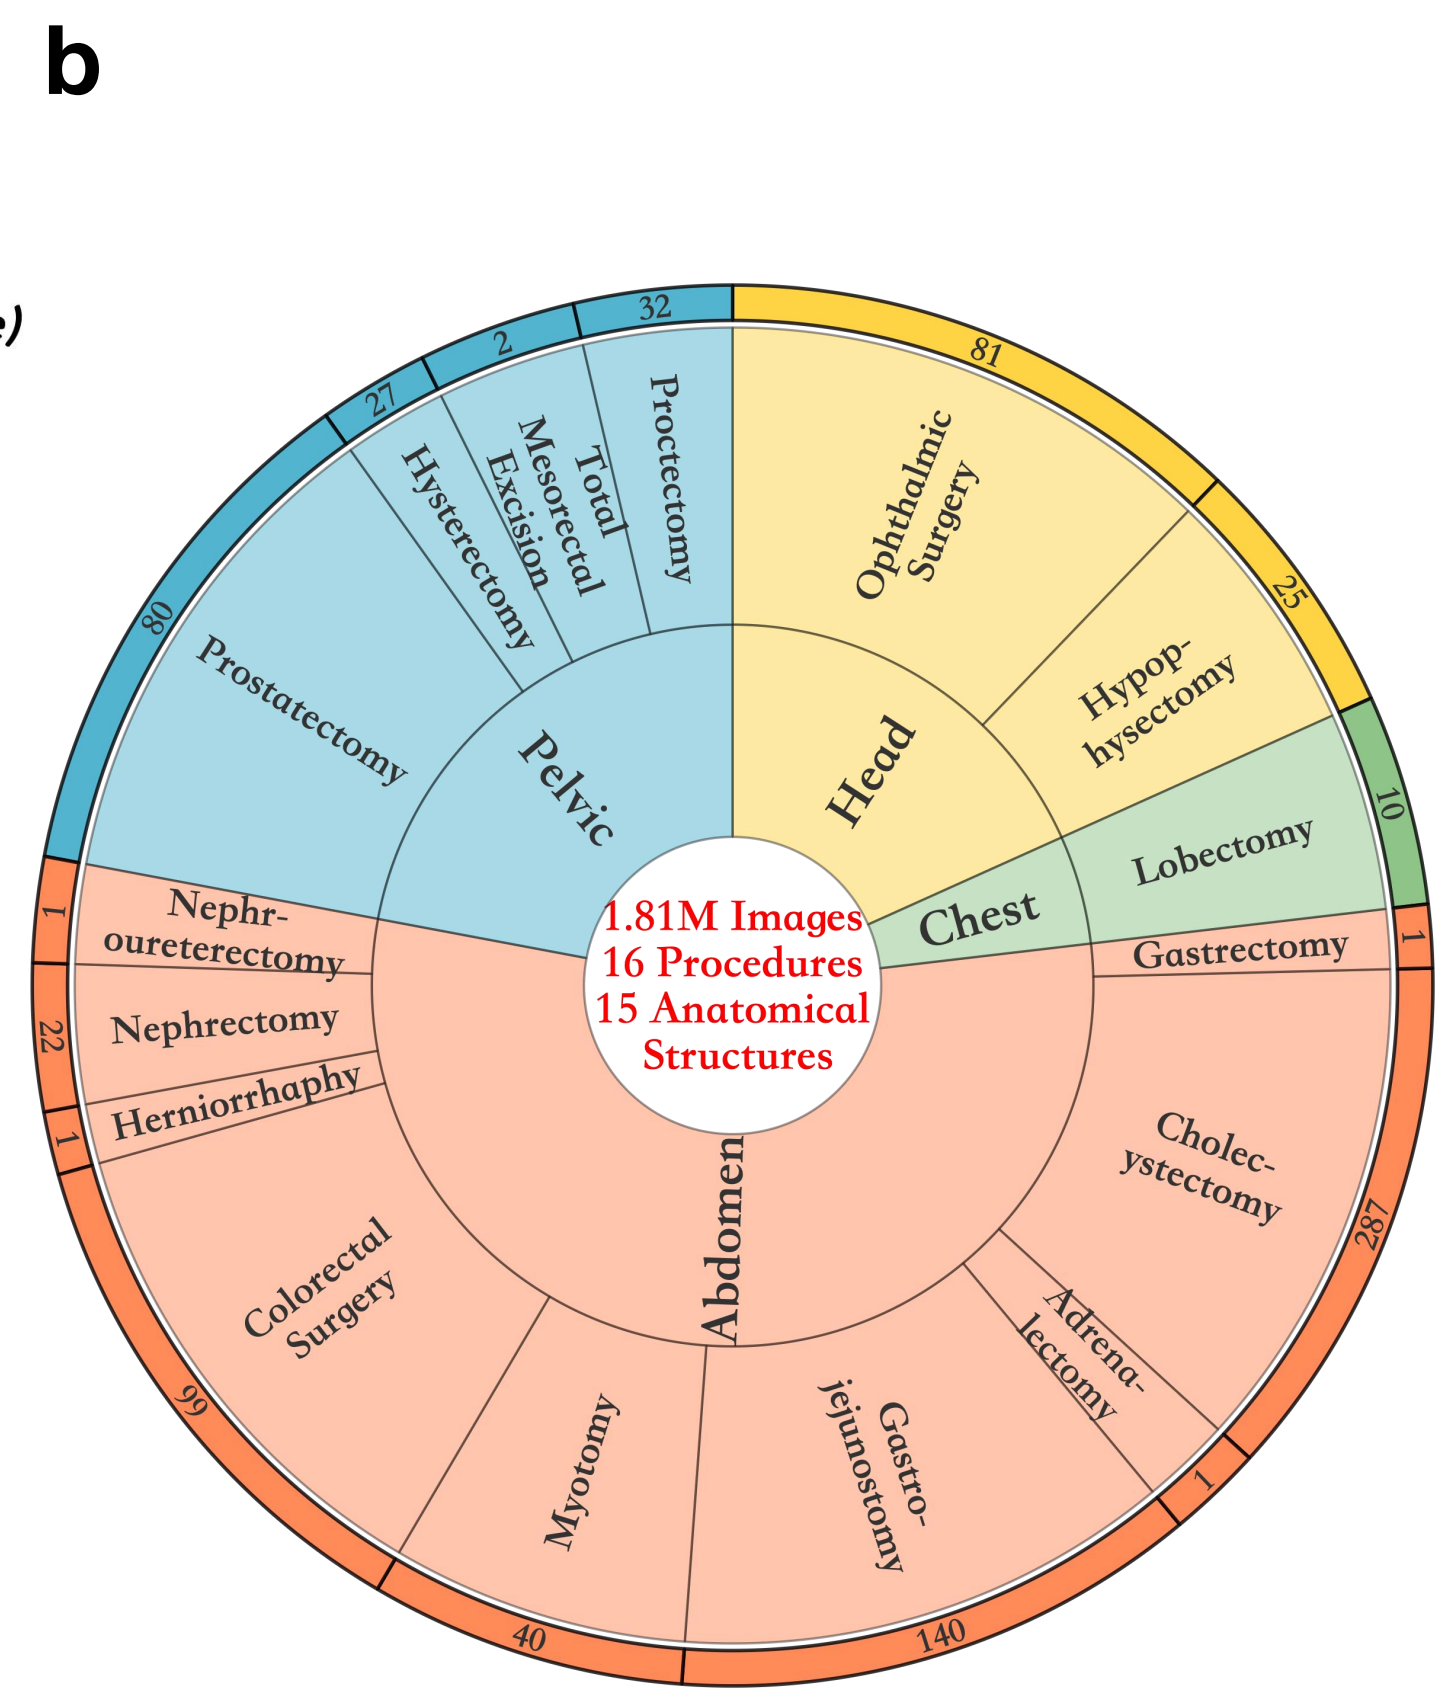 b
e)
32
2
27
80
81
25
10
1
287
1
140
40
99
1
22
1
Proctectomy
Total
Mesorectal
Excision
Hysterectomy
Prostatectomy
Pelvic
Ophthalmic
Surgery
Hypop-
hysectomy
Head
Lobectomy
Chest
Gastrectomy
Cholec-
ystectomy
Adrena-
lectomy
Gastro-
jejunostomy
Myotomy
Colorectal
Surgery
Herniorrhaphy
Nephrectomy
Nephr-
oureterectomy
Abdomen
1.81M Images
16 Procedures
15 Anatomical
Structures